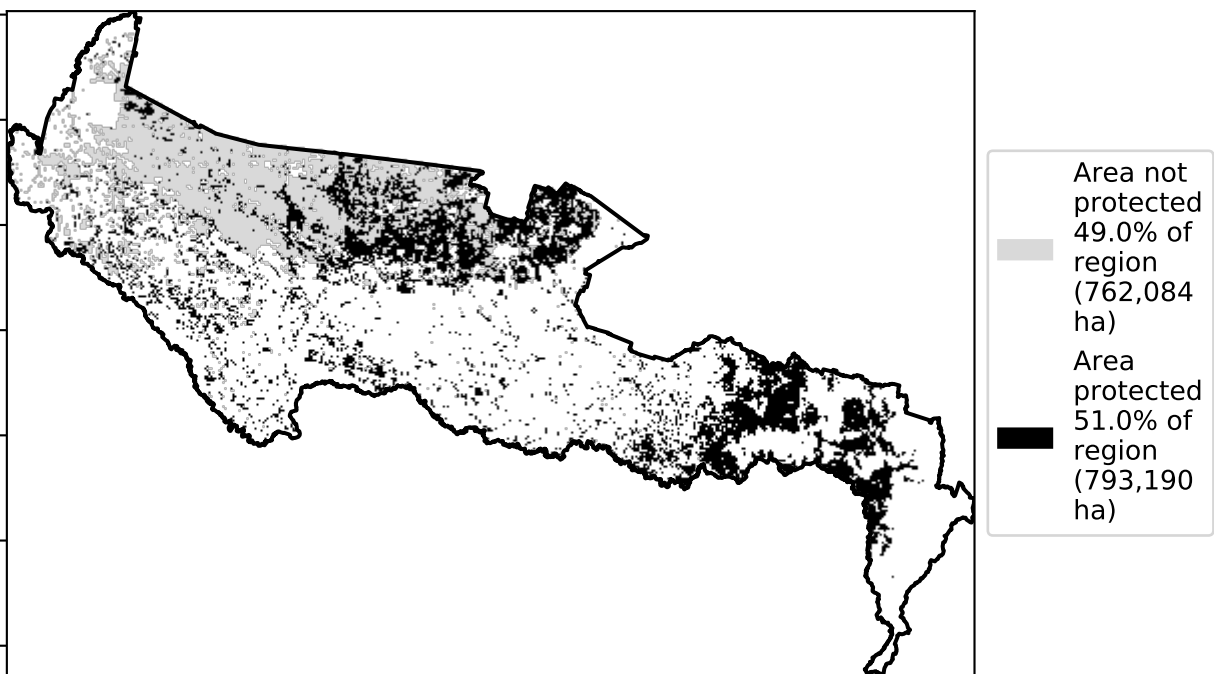 Area not
protected
49.0% of
region
(762,084
ha)
Area
protected
51.0% of
region
(793,190
ha)